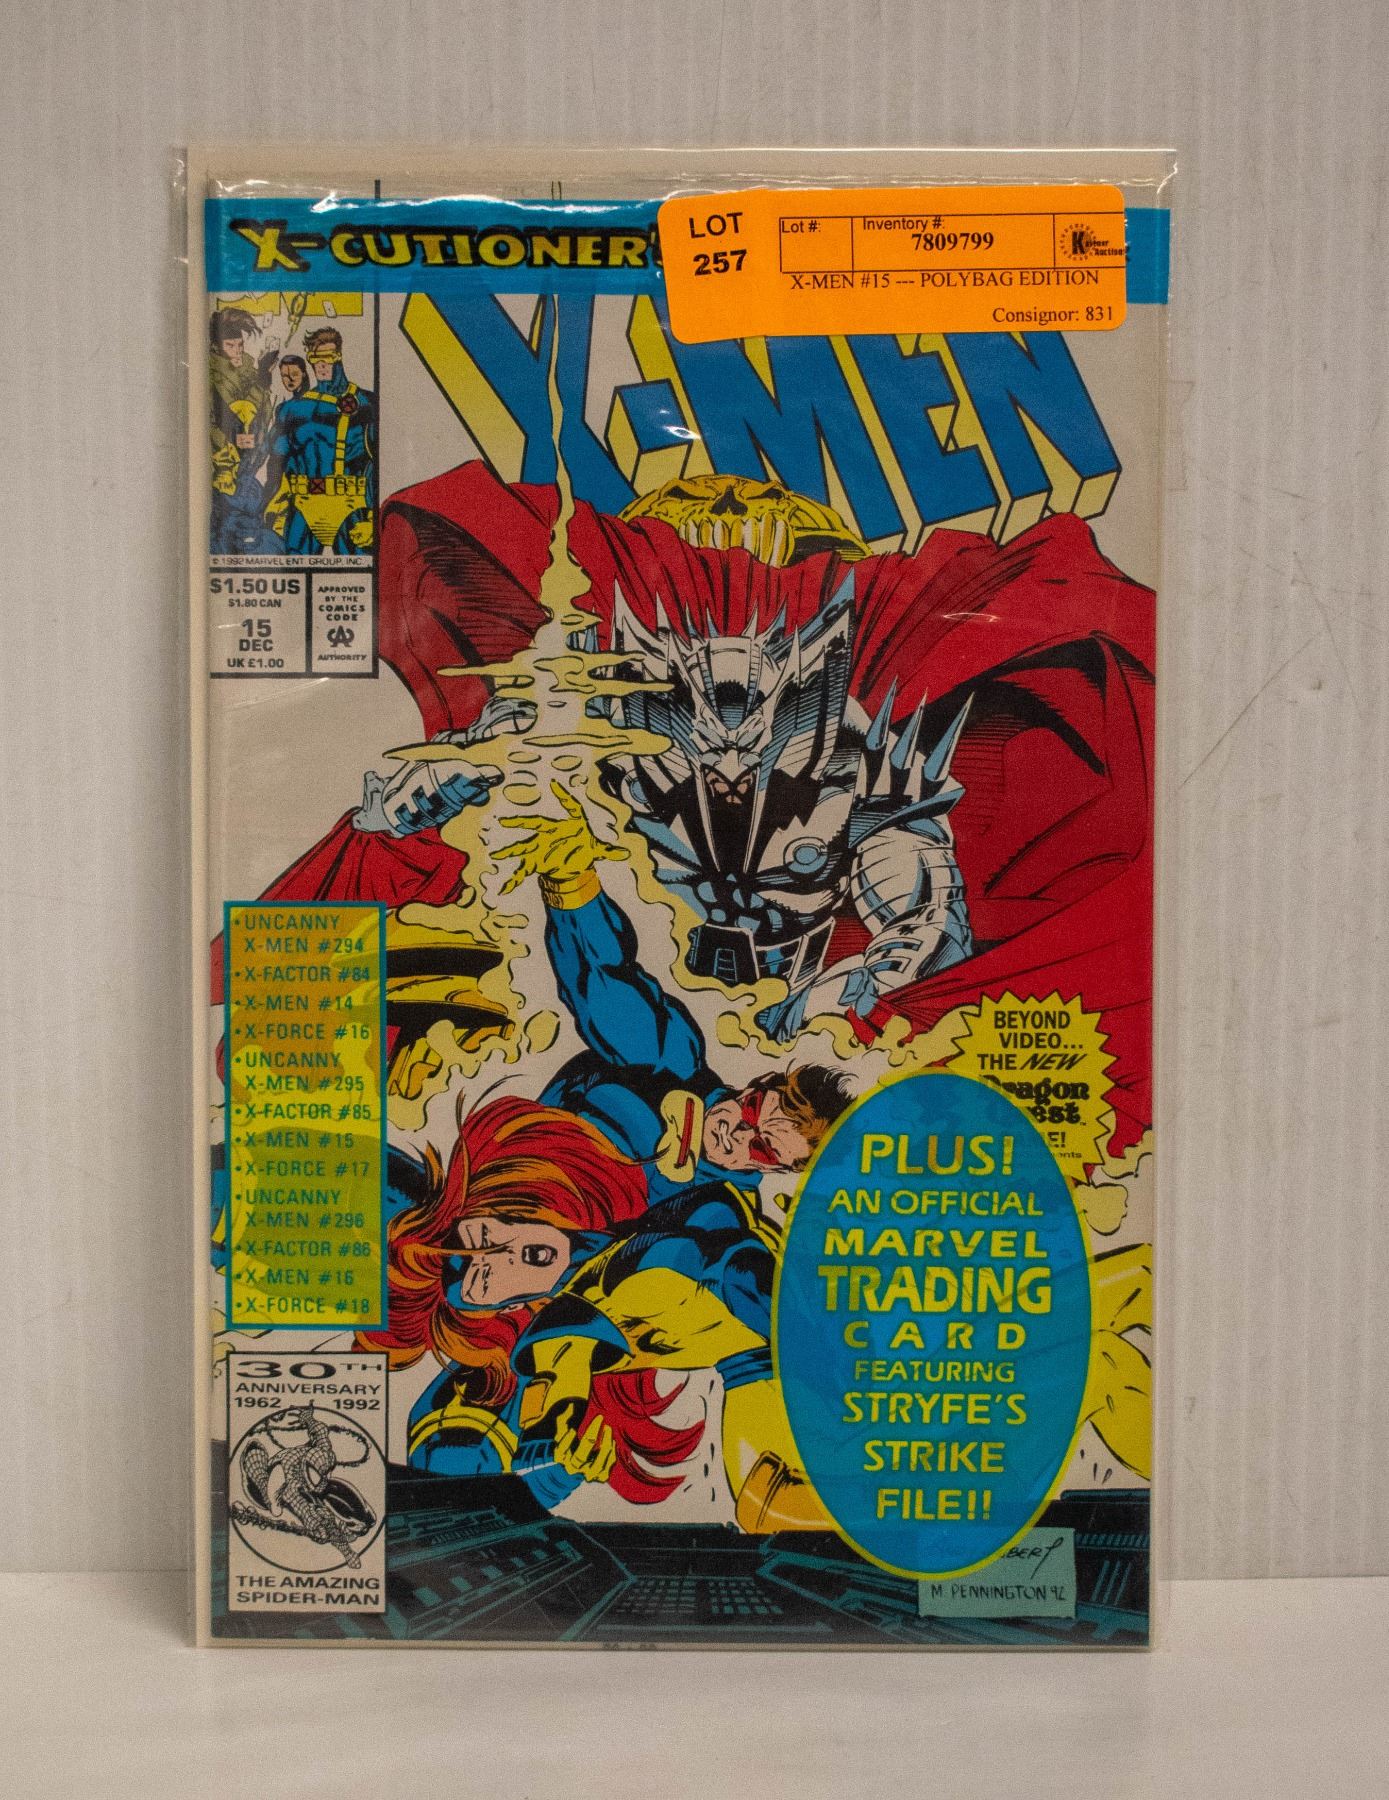 X-CUTIONER'S
LOT
257
Lot #:
Inventory #:
7809799
X-MEN #15 --- POLYBAG EDITION
Consignor: 831
X-MEN
© 1992 MARVEL ENT. GROUP, INC.
$1.50 US
$1.80 CAN
15
DEC
UK £1.00
APPROVED
BY THE
COMICS
CODE
CA
AUTHORITY
• UNCANNY
X-MEN #294
• X-FACTOR #84
• X-MEN #14
• X-FORCE #16
• UNCANNY
X-MEN #295
• X-FACTOR #85
• X-MEN #15
• X-FORCE #17
• UNCANNY
X-MEN #296
• X-FACTOR #86
• X-MEN #16
• X-FORCE #18
30TH
ANNIVERSARY
1962 1992
THE AMAZING
SPIDER-MAN
BEYOND
VIDEO...
THE NEW
PLUS!
AN OFFICIAL
MARVEL
TRADING
CARD
FEATURING
STRYFE'S
STRIKE
FILE!!
M. PENNINGTON 92